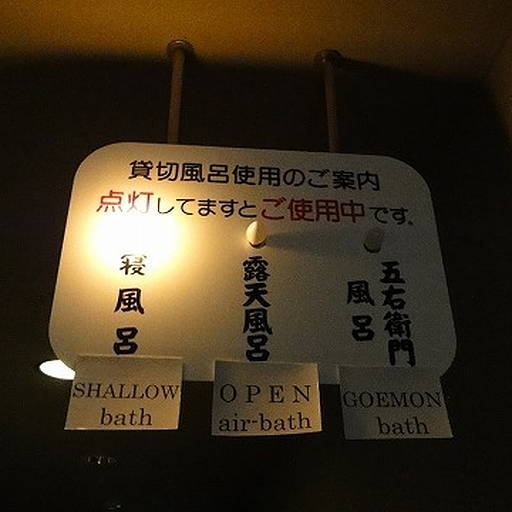 貸切風呂使用のご案内
点灯してますとご使用中です。
寝風呂
露天風呂
五右衛門
風呂
SHALLOW
bath
OPEN
air-bath
GOEMON
bath